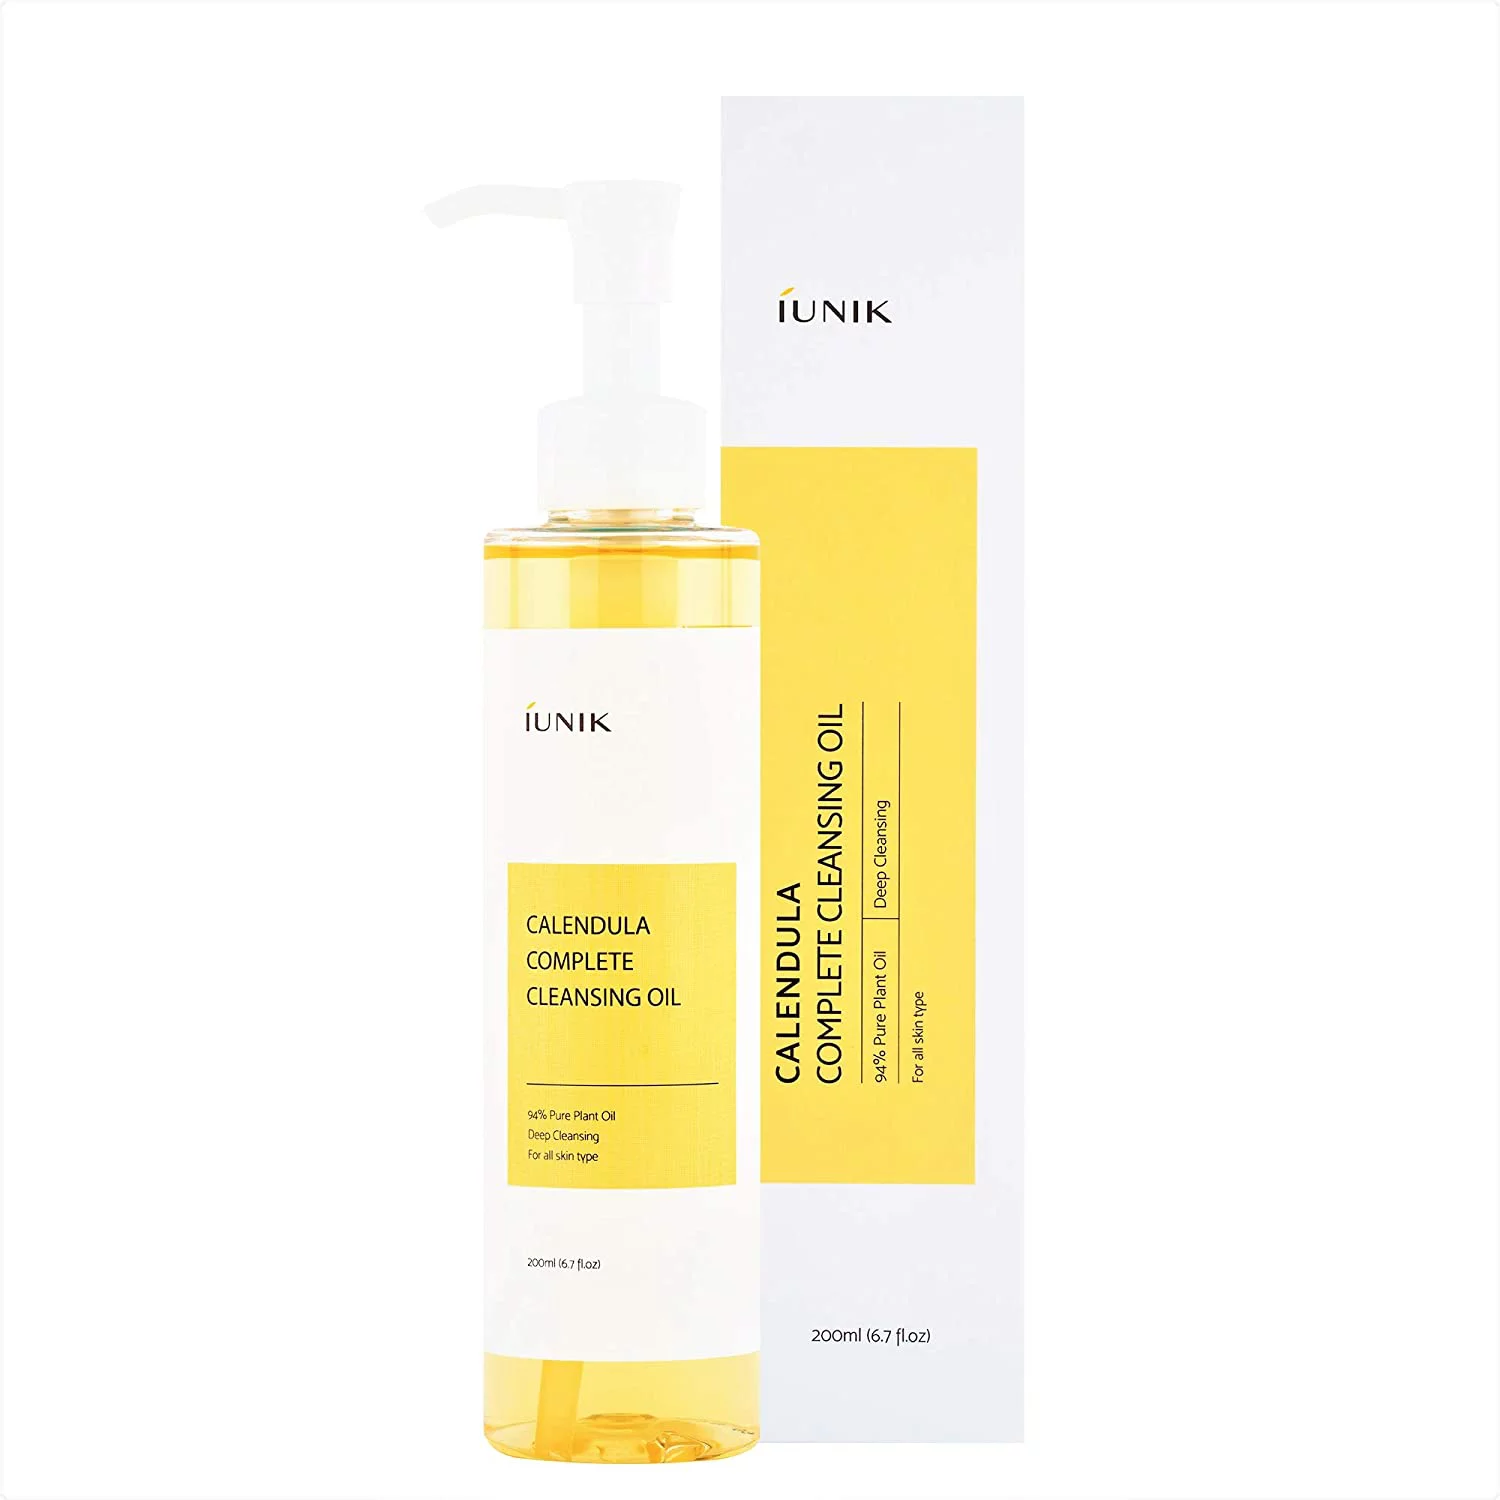 íUNIK
CALENDULA
COMPLETE
CLEANSING OIL
94% Pure Plant Oil
Deep Cleansing
For all skin type
200ml (6.7 fl.oz)
íUNIK
CALENDULA
COMPLETE CLEANSING OIL
94% Pure Plant Oil
Deep Cleansing
For all skin type
200ml (6.7 fl.oz)